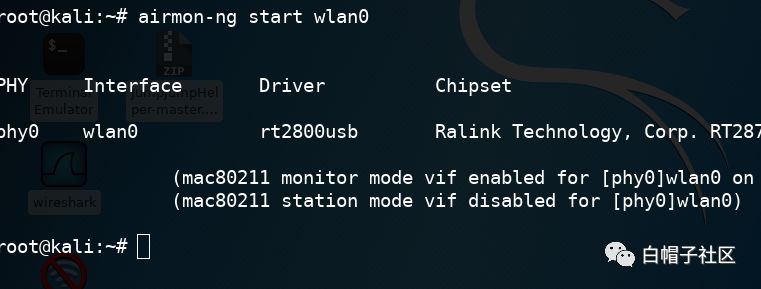 root@kali:~# airmon-ng start wlan0
ZIP
Terminal Emulator
JumpJumpHel
per-master....
PHY Interface Driver Chipset
phy0 wlan0 rt2800usb Ralink Technology, Corp. RT287
wireshark
(mac80211 monitor mode vif enabled for [phy0]wlan0 on
(mac80211 station mode vif disabled for [phy0]wlan0)
root@kali:~#
白帽子社区